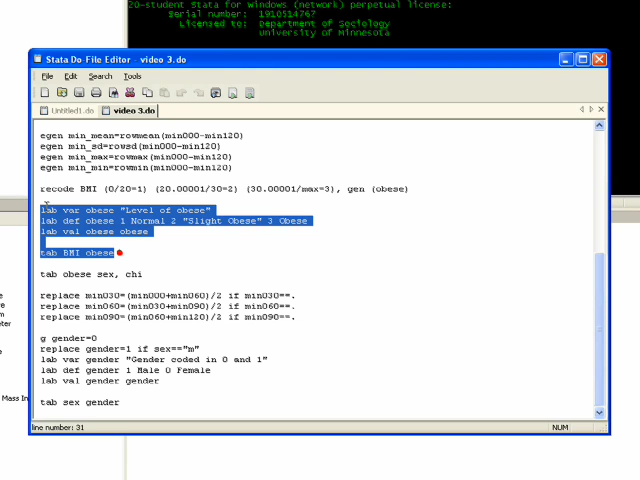 20-student Stata for Windows (network) perpetual license:
Serial number: 1910514767
Licensed to: Department of Sociology
University of Minnesota
Stata Do File Editor - video 3.do
File Edit Search Tools
Untitled1.do video 3.do
egen min_mean=rowmean(min000-min120)
egen min_sd=rowsd(min000-min120)
egen min_max=rowmax(min000-min120)
egen min_min=rowmin(min000-min120)
recode BMI (0/20=1) (20.00001/30=2) (30.00001/max=3), gen (obese)
lab var obese "Level of obese"
lab def obese 1 Normal 2 "Slight Obese" 3 Obese
lab val obese obese
tab BMI obese
tab obese sex, chi
replace min030=(min000+min060)/2 if min030==.
replace min060=(min030+min090)/2 if min060==.
replace min090=(min060+min120)/2 if min090==.
g gender=0
replace gender=1 if sex=="m"
lab var gender "Gender coded in 0 and 1"
lab def gender 1 Male 0 Female
lab val gender gender
tab sex gender
Mass In
line number: 31 NUM